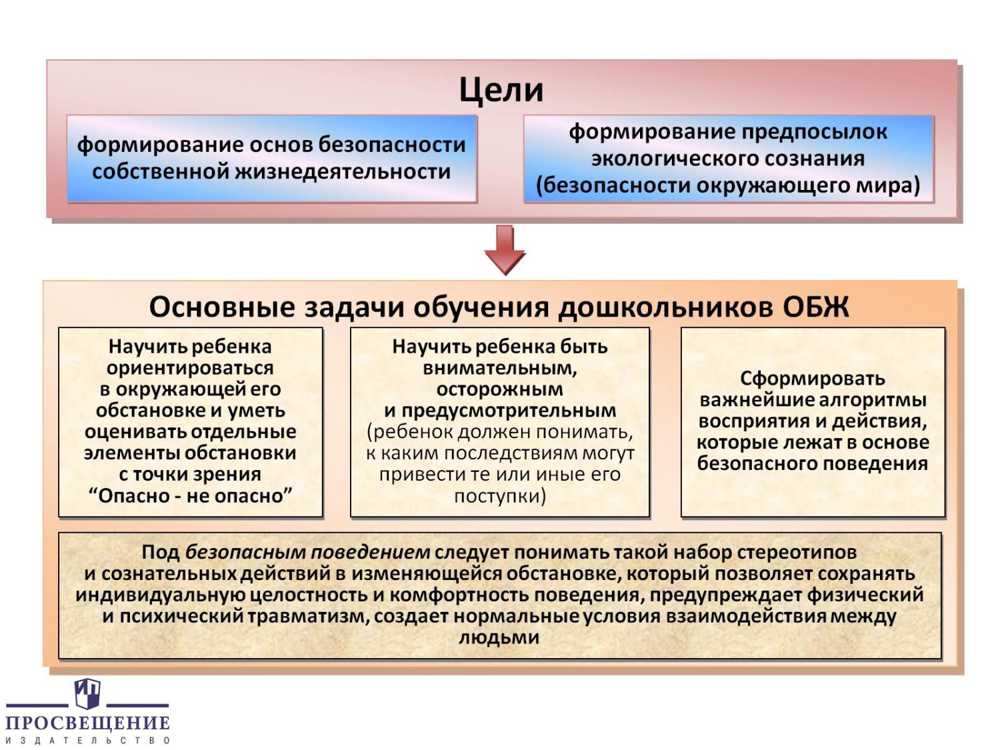 Цели
формирование основ безопасности
собственной жизнедеятельности
формирование предпосылок
экологического сознания
(безопасности окружающего мира)
Основные задачи обучения дошкольников ОБЖ
Научить ребенка
ориентироваться
в окружающей его
обстановке и уметь
оценивать отдельные
элементы обстановки
с точки зрения
“Опасно - не опасно”
Научить ребенка быть
внимательным,
осторожным
и предусмотрительным
(ребенок должен понимать,
к каким последствиям могут
привести те или иные его
поступки)
Сформировать
важнейшие алгоритмы
восприятия и действия,
которые лежат в основе
безопасного поведения
Под безопасным поведением следует понимать такой набор стереотипов
и сознательных действий в изменяющейся обстановке, который позволяет сохранять
индивидуальную целостность и комфортность поведения, предупреждает физический
и психический травматизм, создает нормальные условия взаимодействия между
людьми
ИП
ПРОСВЕЩЕНИЕ
ИЗДАТЕЛЬСТВО